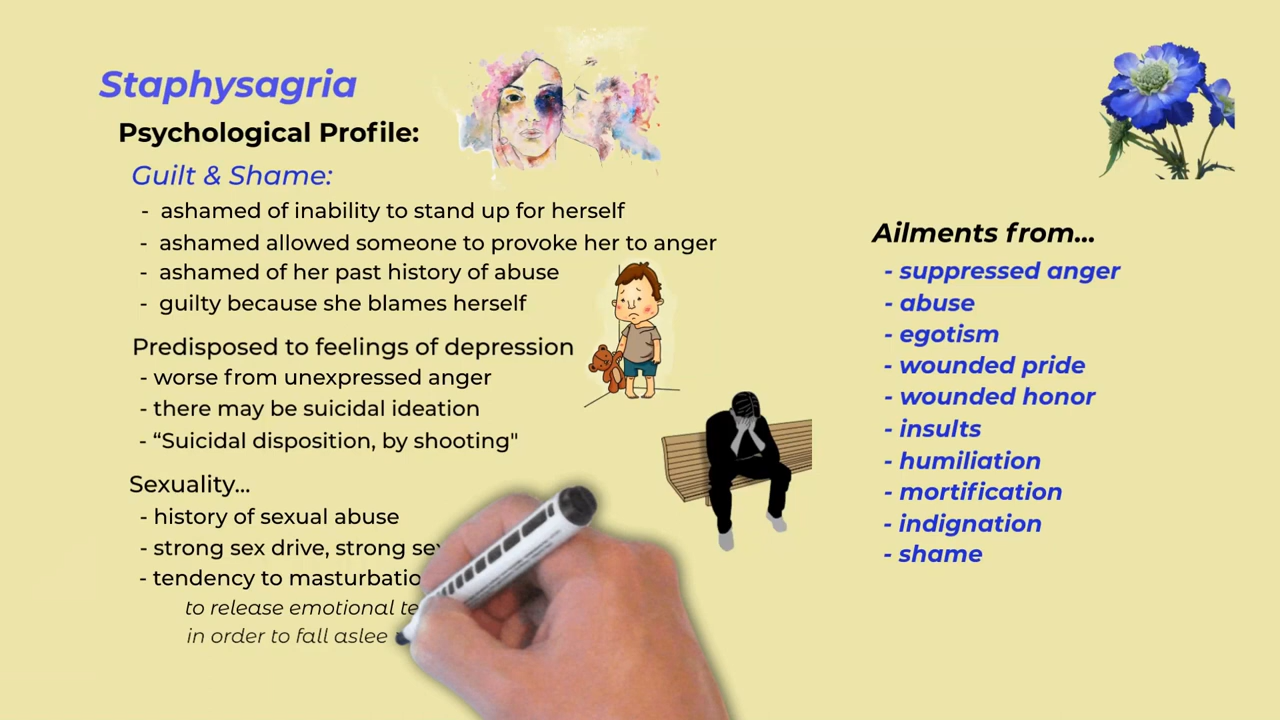 Staphysagria
Psychological Profile:
Guilt & Shame:
- ashamed of inability to stand up for herself
- ashamed allowed someone to provoke her to anger
- ashamed of her past history of abuse
- guilty because she blames herself
Predisposed to feelings of depression
- worse from unexpressed anger
- there may be suicidal ideation
- “Suicidal disposition, by shooting"
Sexuality...
- history of sexual abuse
- strong sex drive, strong
- tendency to
to release emotional
in order to fall aslee
Ailments from...
- suppressed anger
- abuse
- egotism
- wounded pride
- wounded honor
- insults
- humiliation
- mortification
- indignation
- shame